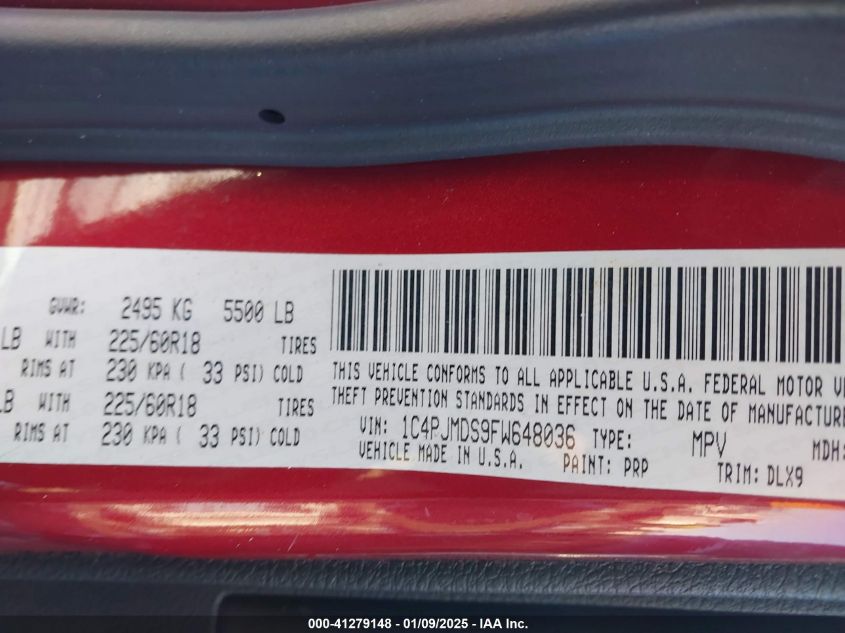 GVWR: 2495 KG 5500 LB
LB WITH 225/60R18 TIRES
RIMS AT 230 KPA ( 33 PSI) COLD
LB WITH 225/60R18 TIRES
RIMS AT 230 KPA ( 33 PSI) COLD
THIS VEHICLE CONFORMS TO ALL APPLICABLE U.S.A. FEDERAL MOTOR VE
THEFT PREVENTION STANDARDS IN EFFECT ON THE DATE OF MANUFACTURE
VIN: 1C4PJMDS9FW648036 TYPE: MPV MDH:
VEHICLE MADE IN U.S.A. PAINT: PRP TRIM: DLX9
000-41279148 - 01/09/2025 - IAA Inc.